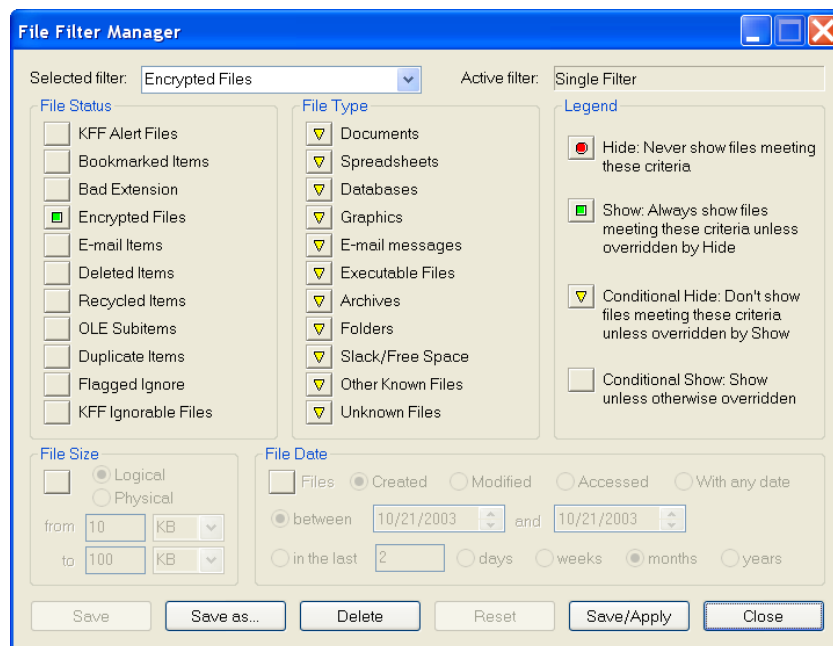 File Filter Manager
Selected filter: Encrypted Files Active filter: Single Filter
File Status
KFF Alert Files
Bookmarked Items
Bad Extension
Encrypted Files
E-mail Items
Deleted Items
Recycled Items
OLE Subitems
Duplicate Items
Flagged Ignore
KFF Ignorable Files
File Type
Documents
Spreadsheets
Databases
Graphics
E-mail messages
Executable Files
Archives
Folders
Slack/Free Space
Other Known Files
Unknown Files
Legend
Hide: Never show files meeting
these criteria
Show: Always show files
meeting these criteria unless
overridden by Hide
Conditional Hide: Don't show
files meeting these criteria
unless overridden by Show
Conditional Show: Show
unless otherwise overridden
File Size
Logical
Physical
from 10 KB
to 100 KB
File Date
Files Created Modified Accessed With any date
between 10/21/2003 and 10/21/2003
in the last 2 days weeks months years
Save Save as... Delete Reset Save/Apply Close